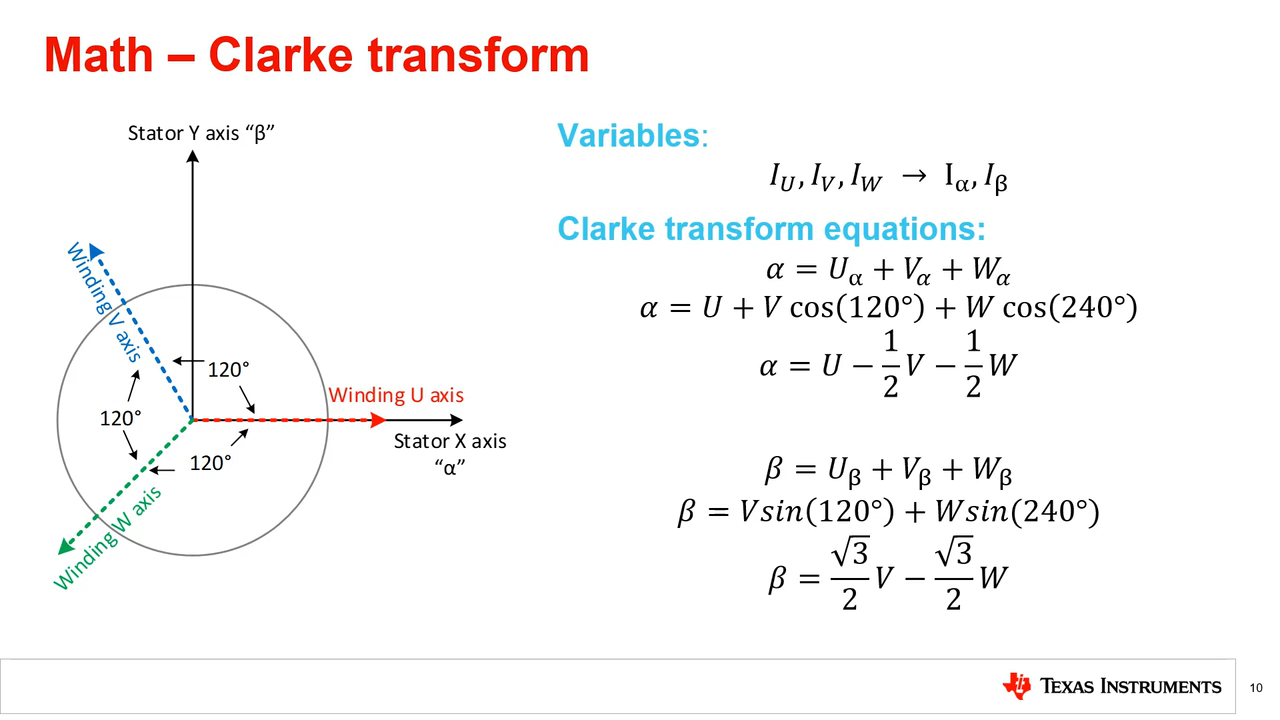 Math – Clarke transform
Stator Y axis “β”
Winding V axis
120°
Winding U axis
120°
Stator X axis
“α”
120°
Winding W axis
Variables:
I_U, I_V, I_W → I_α, I_β
Clarke transform equations:
α = U_α + V_α + W_α
α = U + V cos(120°) + W cos(240°)
α = U − 1/2 V − 1/2 W
β = U_β + V_β + W_β
β = Vsin(120°) + Wsin(240°)
β = √3/2 V − √3/2 W
TEXAS INSTRUMENTS
10